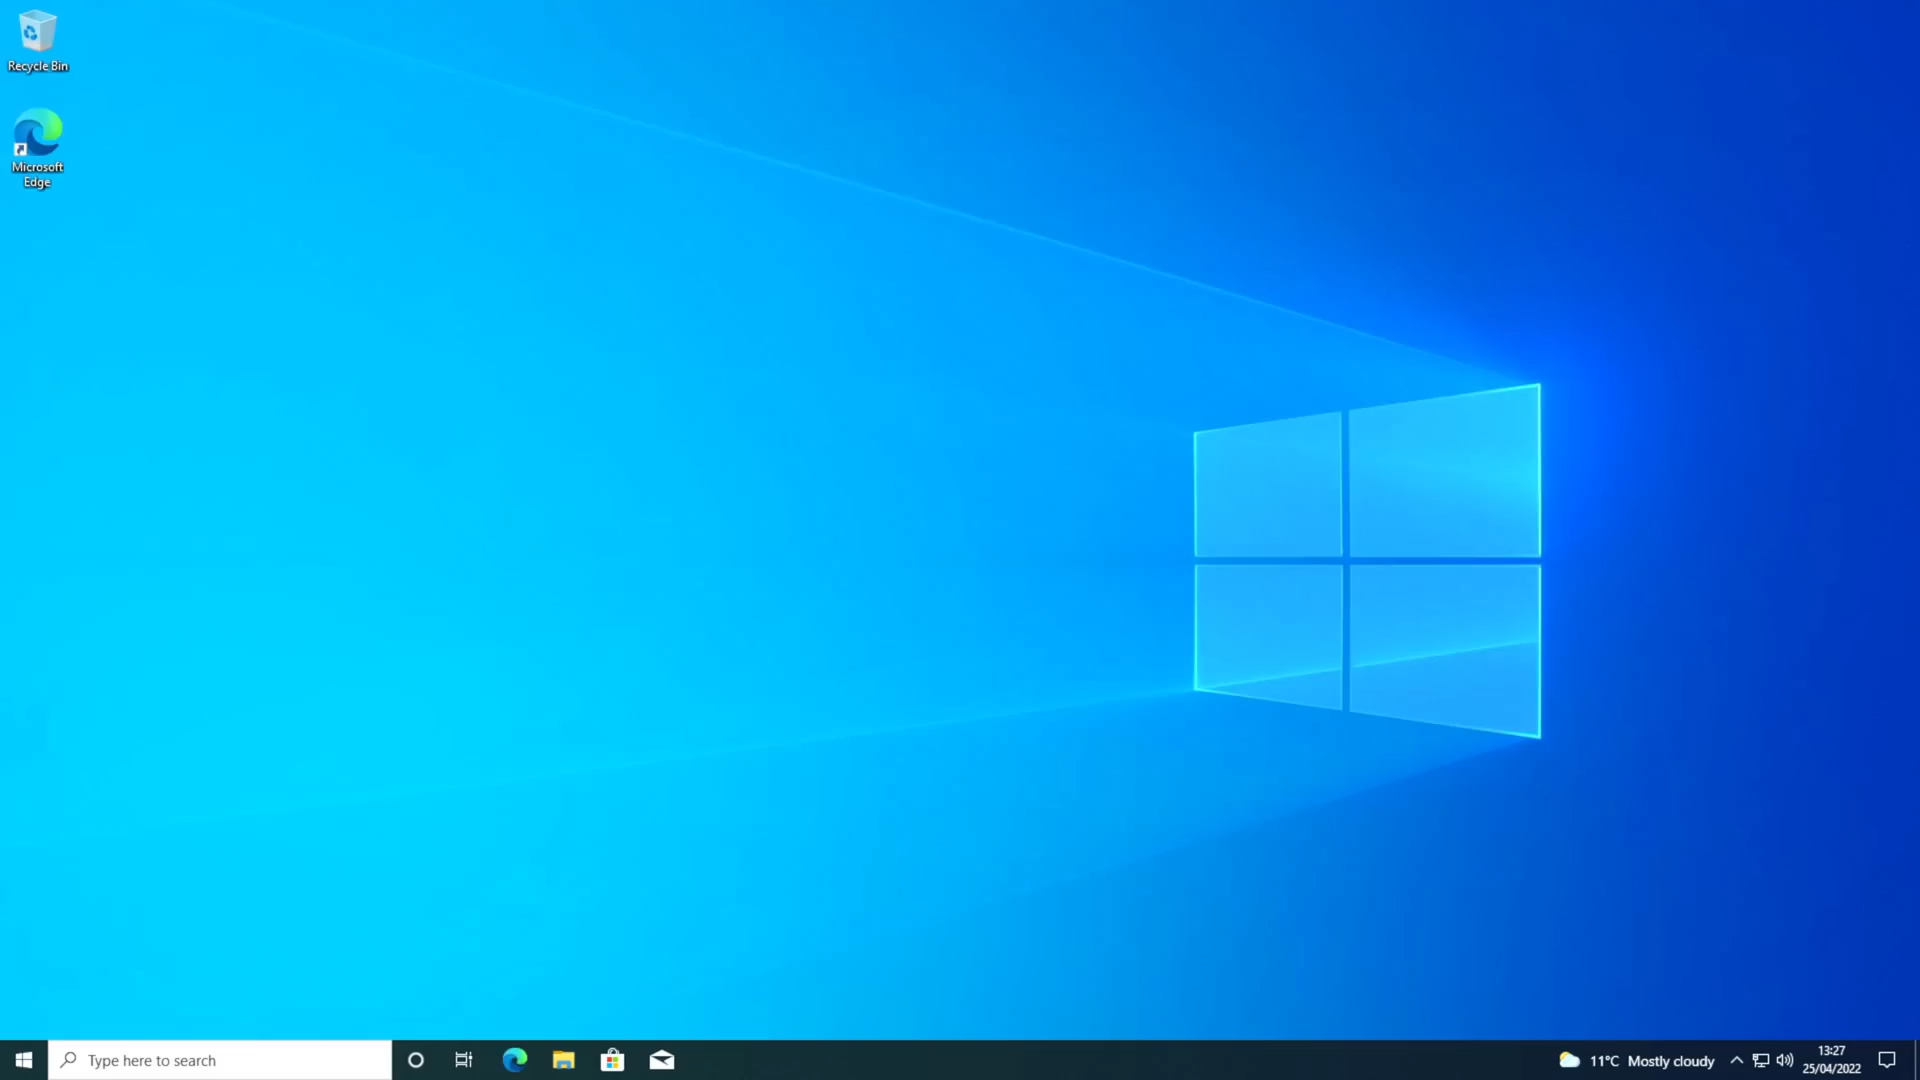 Recycle Bin
Microsoft
Edge
Type here to search
11°C Mostly cloudy
13:27
25/04/2022